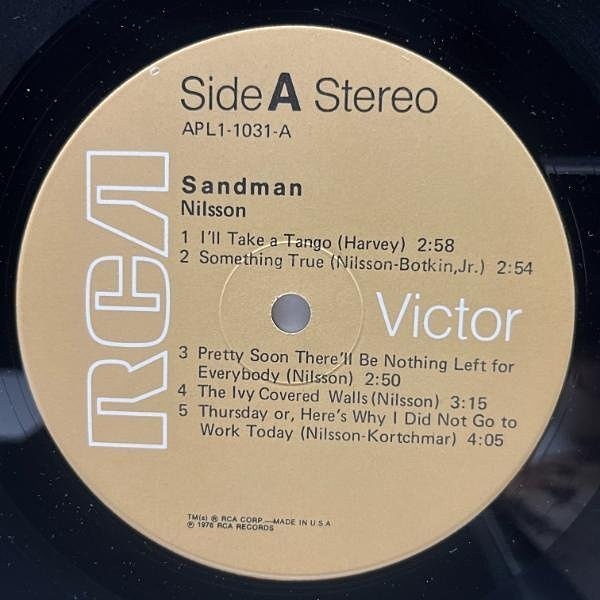 Side A Stereo
APL1-1031-A
RCA
Sandman
Nilsson
1 I'll Take a Tango (Harvey) 2:58
2 Something True (Nilsson-Botkin,Jr.) 2:54
Victor
3 Pretty Soon There'll Be Nothing Left for
Everybody (Nilsson) 2:50
4 The Ivy Covered Walls (Nilsson) 3:15
5 Thursday or, Here's Why I Did Not Go to
Work Today (Nilsson-Kortchmar) 4:05
TM(s) ® RCA CORP.—MADE IN U.S.A
℗ 1976 RCA RECORDS